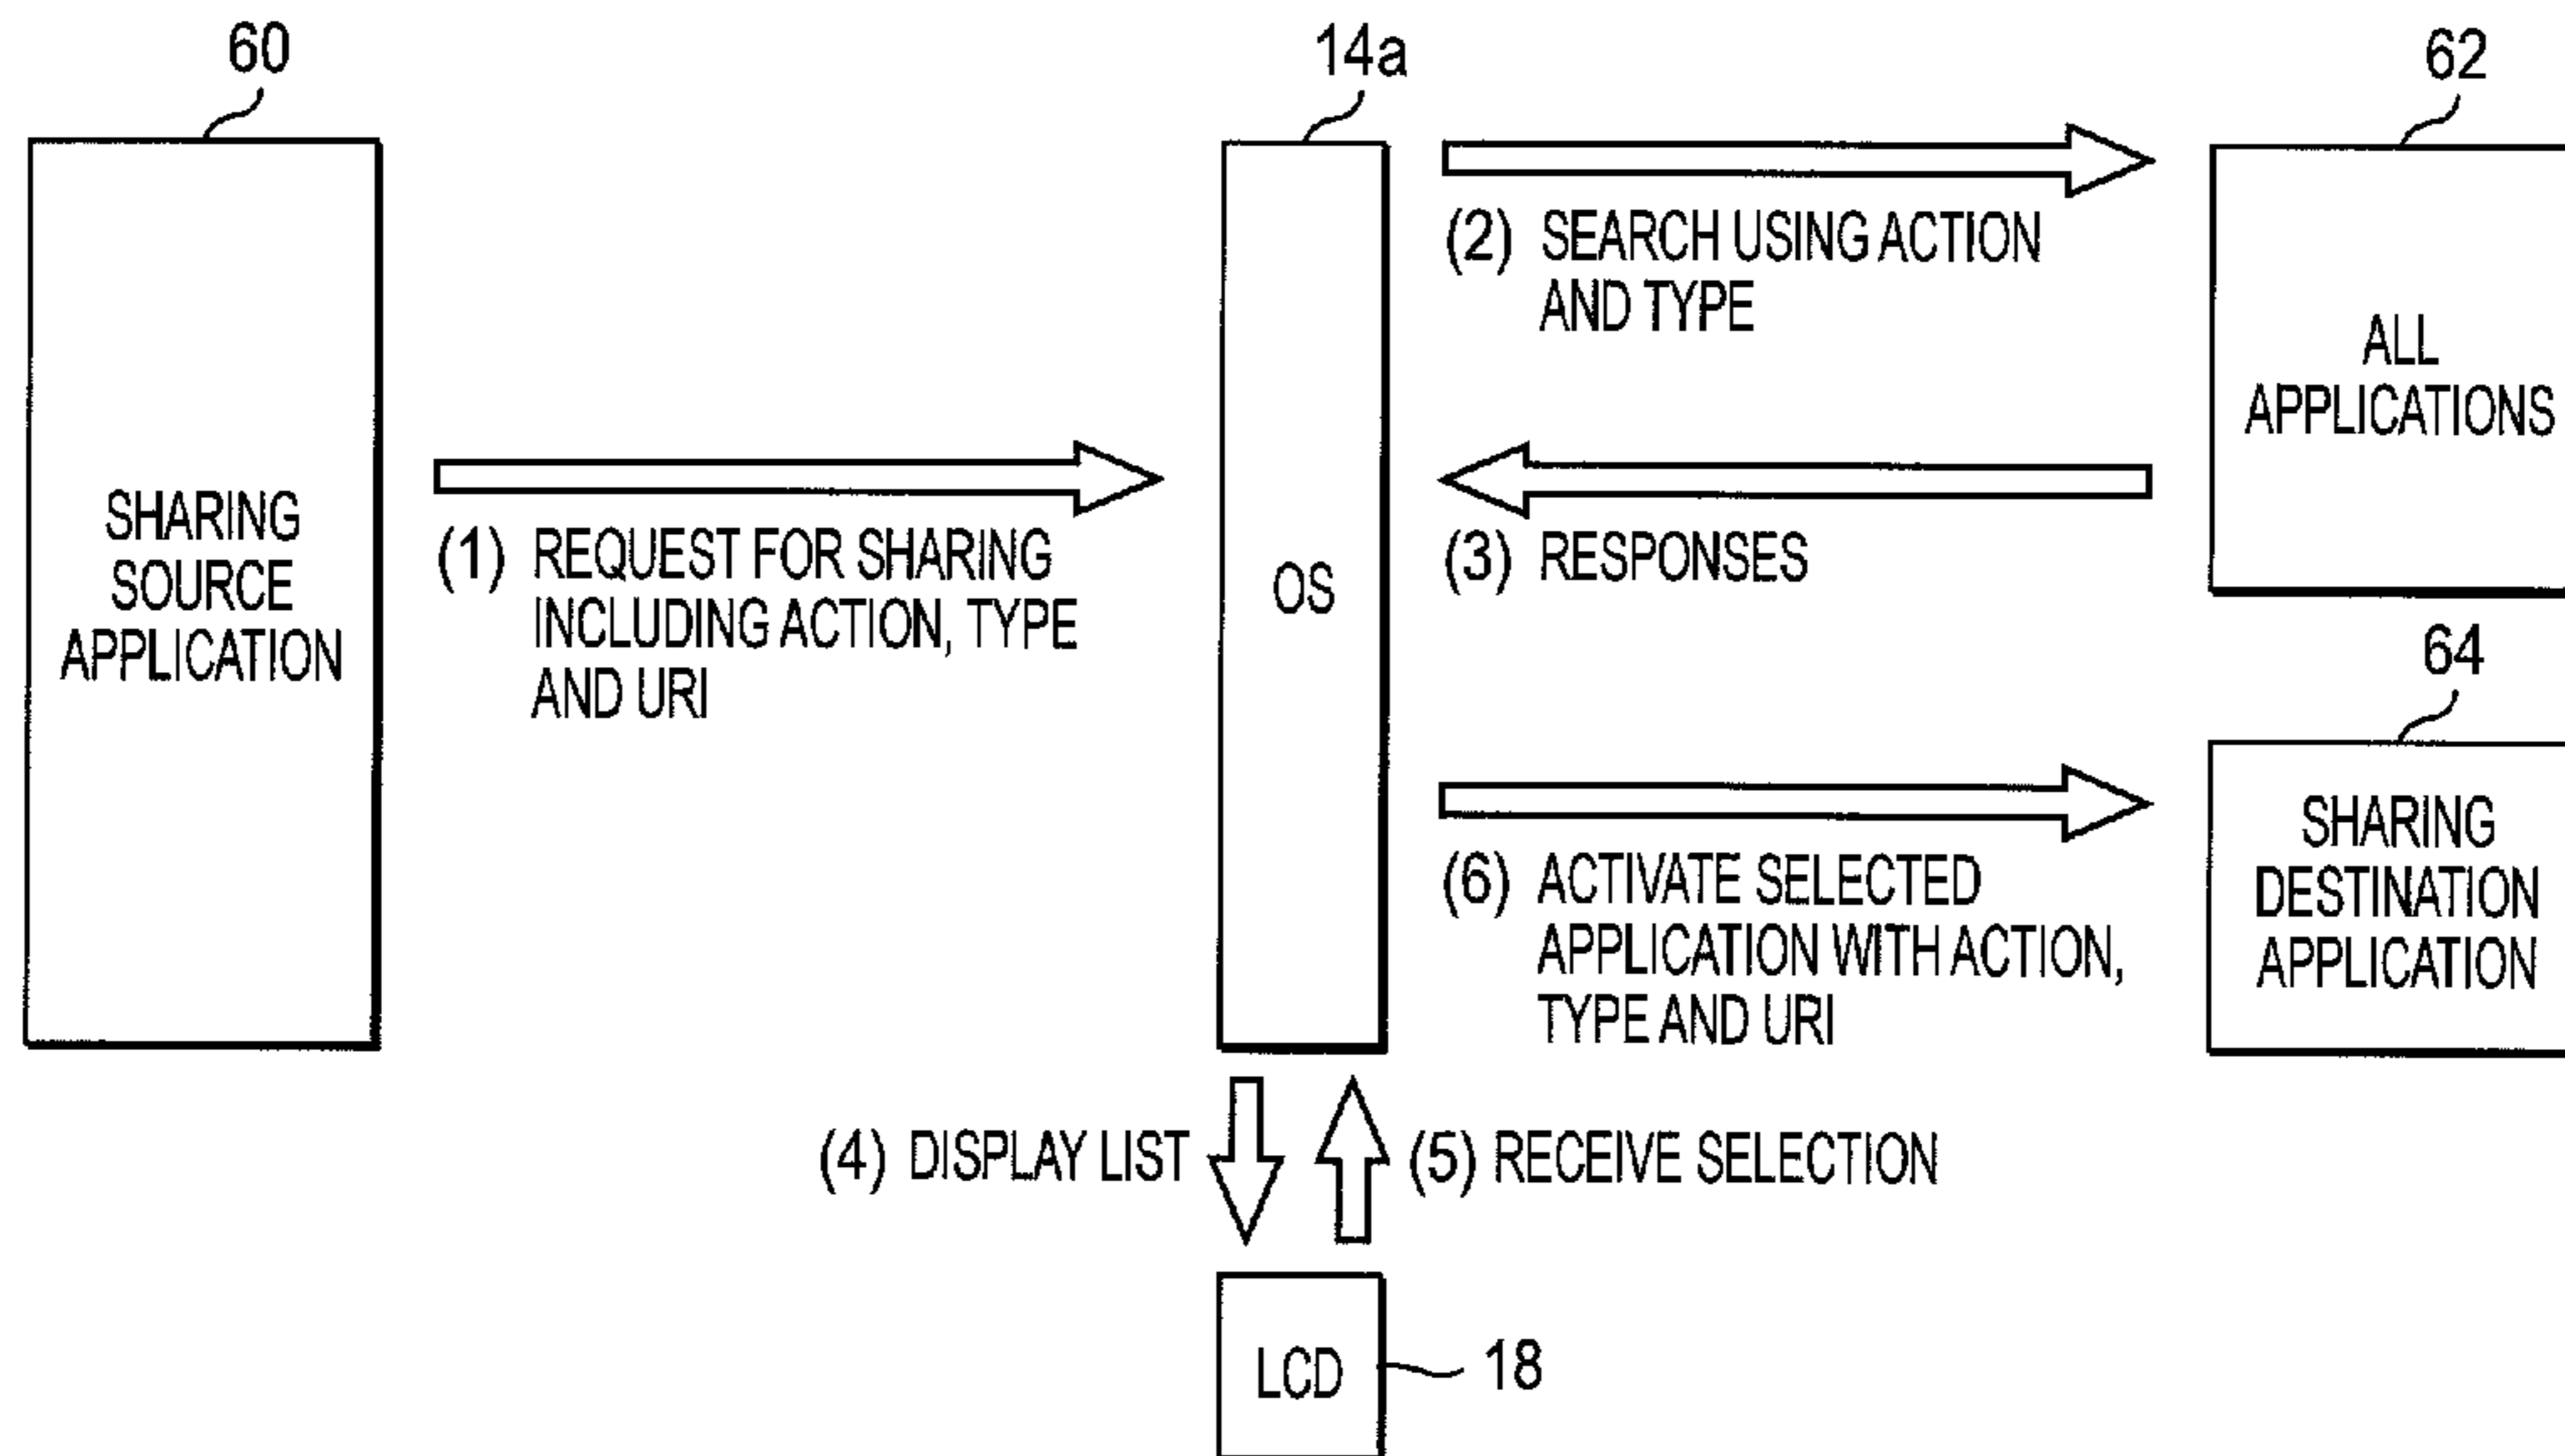 60
14a
62
SHARING
SOURCE
APPLICATION
(1) REQUEST FOR SHARING
INCLUDING ACTION, TYPE
AND URI
OS
(2) SEARCH USING ACTION
AND TYPE
(3) RESPONSES
ALL
APPLICATIONS
64
(6) ACTIVATE SELECTED
APPLICATION WITH ACTION,
TYPE AND URI
SHARING
DESTINATION
APPLICATION
(4) DISPLAY LIST
(5) RECEIVE SELECTION
LCD
18